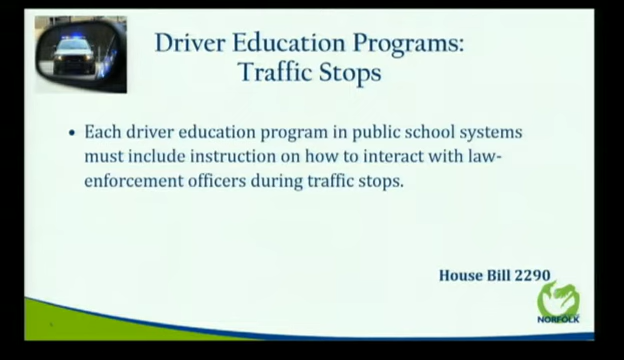 Driver Education Programs:
Traffic Stops
• Each driver education program in public school systems
must include instruction on how to interact with law-
enforcement officers during traffic stops.
House Bill 2290
NORFOLK